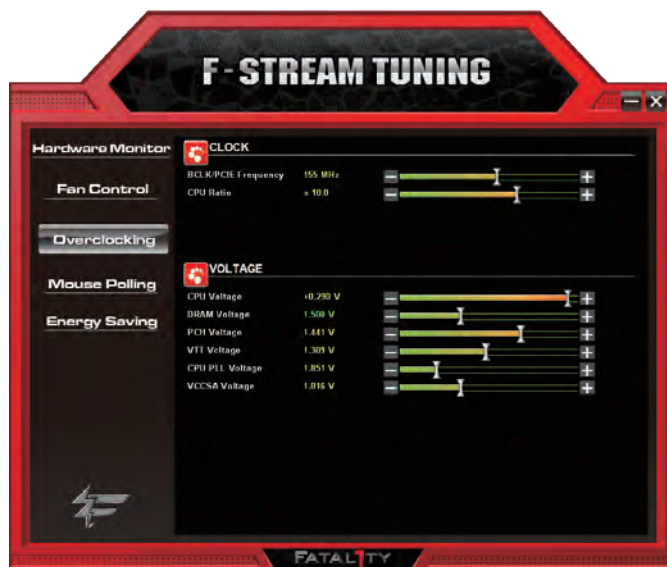 F-STREAM TUNING
Hardware Monitor
Fan Control
Overclocking
Mouse Polling
Energy Saving
CLOCK
BCLK/PCIE Frequency 155 MHz
CPU Ratio x 10.0
VOLTAGE
CPU Voltage +0.290 V
DRAM Voltage 1.500 V
PCH Voltage 1.441 V
VTT Voltage 1.309 V
CPU PLL Voltage 1.851 V
VCCSA Voltage 1.016 V
FATAL1TY